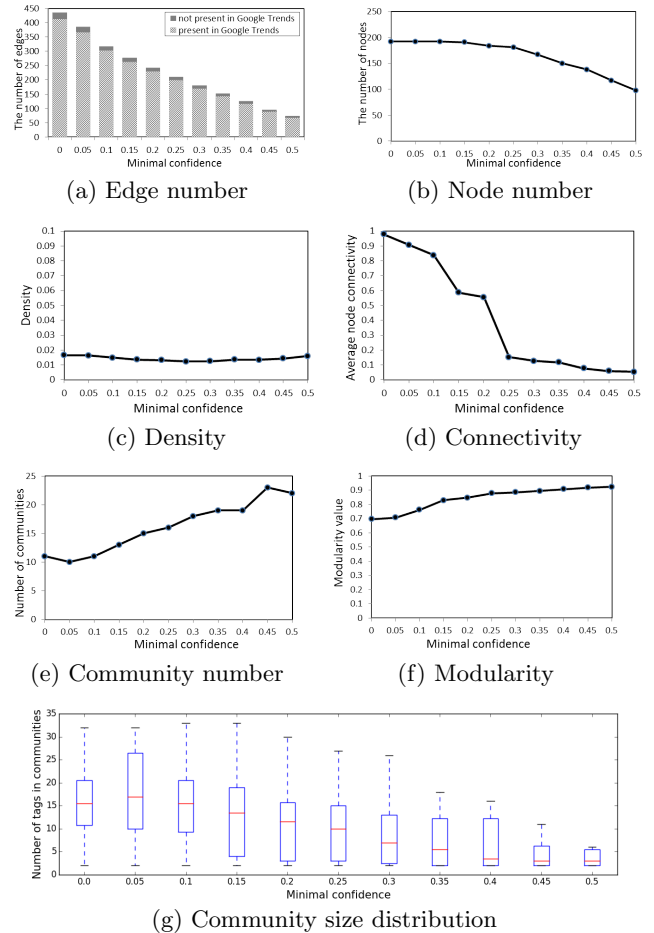 450
400
350
300
250
200
150
100
50
0
The number of edges
not present in Google Trends
present in Google Trends
0 0.05 0.1 0.15 0.2 0.25 0.3 0.35 0.4 0.45 0.5
Minimal confidence
(a) Edge number
250
200
150
100
50
0
The number of nodes
0 0.05 0.1 0.15 0.2 0.25 0.3 0.35 0.4 0.45 0.5
Minimal confidence
(b) Node number
0.1
0.09
0.08
0.07
0.06
0.05
0.04
0.03
0.02
0.01
0
Density
0 0.05 0.1 0.15 0.2 0.25 0.3 0.35 0.4 0.45 0.5
Minimal confidence
(c) Density
1
0.9
0.8
0.7
0.6
0.5
0.4
0.3
0.2
0.1
0
Average node connectivity
0 0.05 0.1 0.15 0.2 0.25 0.3 0.35 0.4 0.45 0.5
Minimal confidence
(d) Connectivity
25
20
15
10
5
0
Number of communities
0 0.05 0.1 0.15 0.2 0.25 0.3 0.35 0.4 0.45 0.5
Minimal confidence
(e) Community number
1
0.9
0.8
0.7
0.6
0.5
0.4
0.3
0.2
0.1
0
Modularity value
0 0.05 0.1 0.15 0.2 0.25 0.3 0.35 0.4 0.45 0.5
Minimal confidence
(f) Modularity
35
30
25
20
15
10
5
0
Number of tags in communities
0.0 0.05 0.1 0.15 0.2 0.25 0.3 0.35 0.4 0.45 0.5
Minimal confidence
(g) Community size distribution